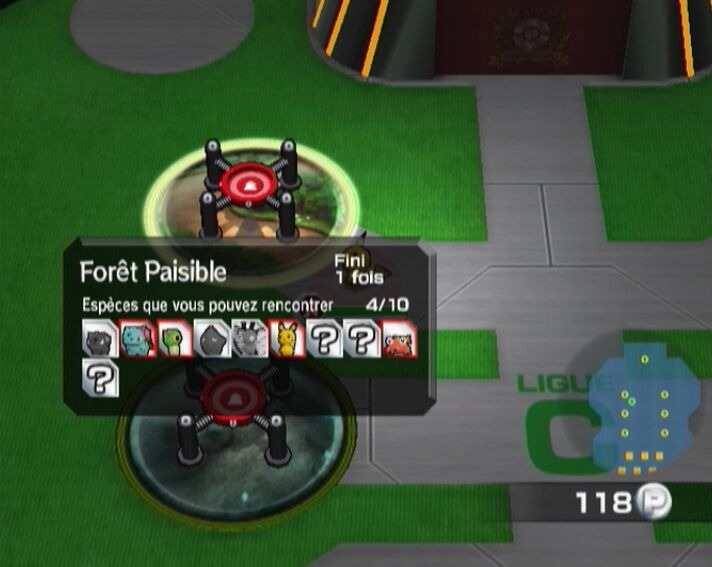 Forêt Paisible
Fini
1 fois
Espèces que vous pouvez rencontrer 4/10
? ? ?
LIGUE
C
118 P